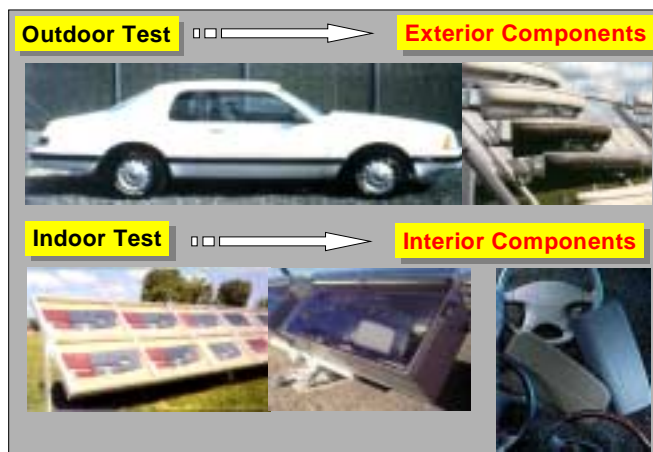 Outdoor Test
Exterior Components
Indoor Test
Interior Components